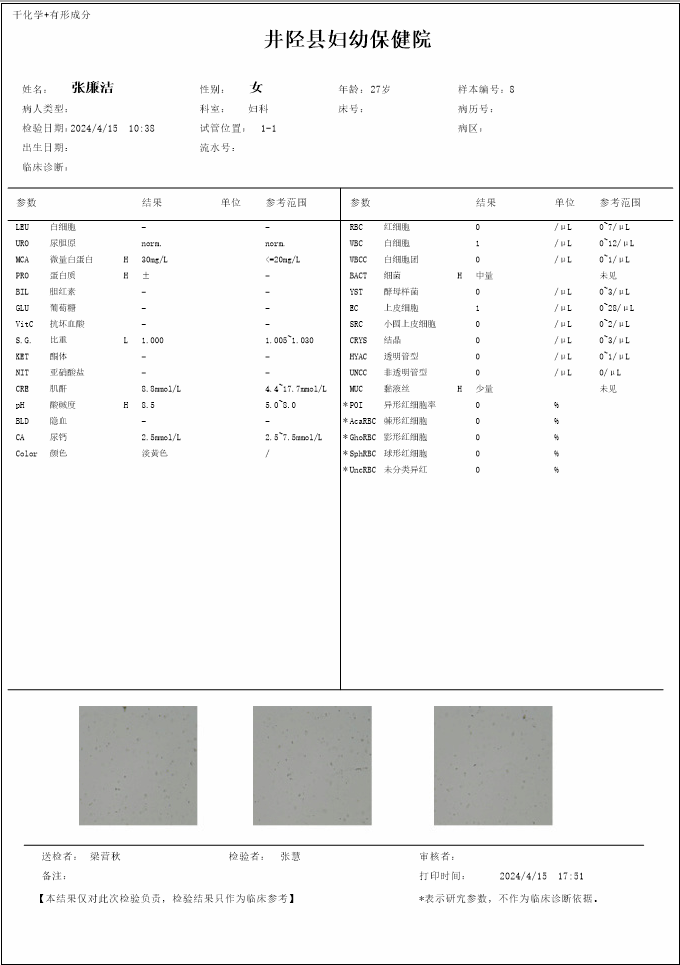 干化学+有形成分
井陉县妇幼保健院
姓名： 张廉洁 性别： 女 年龄：27岁 样本编号：8
病人类型： 科室： 妇科 床号： 病历号：
检验日期：2024/4/15 10:38 试管位置： 1-1 病区：
出生日期： 流水号：
临床诊断：
参数 结果 单位 参考范围
LEU 白细胞 - -
URO 尿胆原 norm. norm.
MCA 微量白蛋白 H 30mg/L <=20mg/L
PRO 蛋白质 H ± -
BIL 胆红素 - -
GLU 葡萄糖 - -
VitC 抗坏血酸 - -
S.G. 比重 L 1.000 1.005~1.030
KET 酮体 - -
NIT 亚硝酸盐 - -
CRE 肌酐 8.8mmol/L 4.4~17.7mmol/L
pH 酸碱度 H 8.5 5.0~8.0
BLD 隐血 - -
CA 尿钙 2.5mmol/L 2.5~7.5mmol/L
Color 颜色 淡黄色 /
参数 结果 单位 参考范围
RBC 红细胞 0 /μL 0~7/μL
WBC 白细胞 1 /μL 0~12/μL
WBCC 白细胞团 0 /μL 0~1/μL
BACT 细菌 H 中量 未见
YST 酵母样菌 0 /μL 0~3/μL
EC 上皮细胞 1 /μL 0~28/μL
SRC 小圆上皮细胞 0 /μL 0~2/μL
CRYS 结晶 0 /μL 0~3/μL
HYAC 透明管型 0 /μL 0~1/μL
UNCC 非透明管型 0 /μL 0/μL
MUC 黏液丝 H 少量 未见
*POI 异形红细胞率 0 %
*AcaRBC 棘形红细胞 0 %
*GhoRBC 影形红细胞 0 %
*SphRBC 球形红细胞 0 %
*UncRBC 未分类异红 0 %
送检者： 梁营秋 检验者： 张慧 审核者：
备注： 打印时间： 2024/4/15 17:51
【本结果仅对此次检验负责，检验结果只作为临床参考】 *表示研究参数，不作为临床诊断依据。